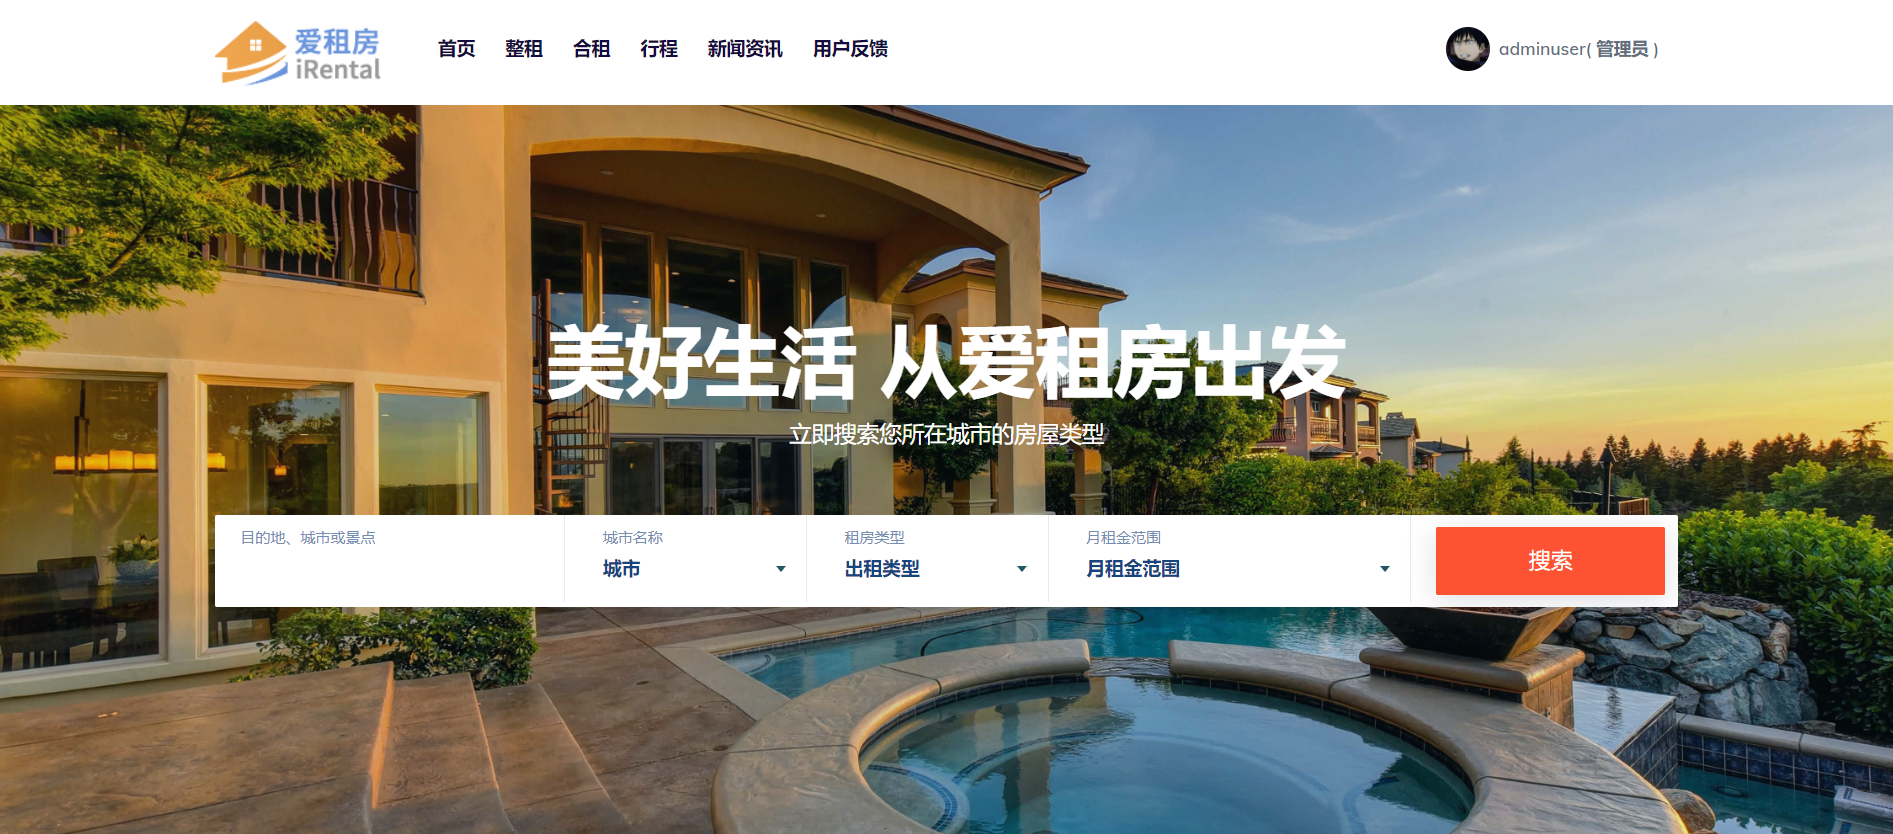 爱租房
iRental
首页 整租 合租 行程 新闻资讯 用户反馈
adminuser( 管理员 )
美好生活 从爱租房出发
立即搜索您所在城市的房屋类型
目的地、城市或景点
城市名称
城市
租房类型
出租类型
月租金范围
月租金范围
搜索